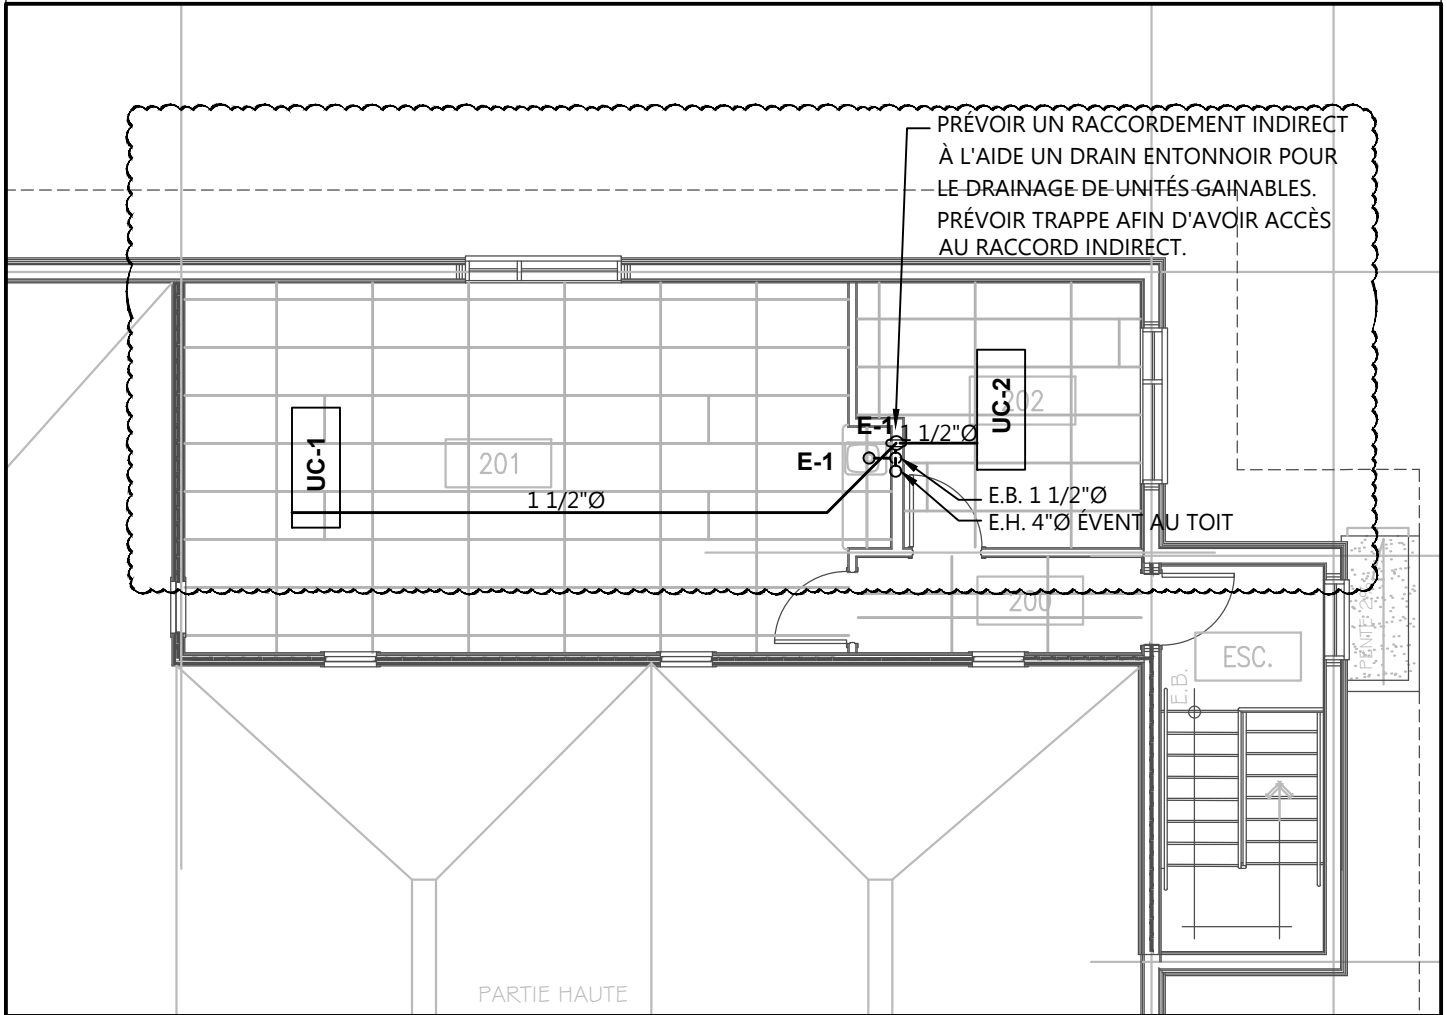 PRÉVOIR UN RACCORDEMENT INDIRECT
À L'AIDE UN DRAIN ENTONNOIR POUR
LE DRAINAGE DE UNITÉS GAINABLES.
PRÉVOIR TRAPPE AFIN D'AVOIR ACCÈS
AU RACCORD INDIRECT.
UC-1
201
1 1/2"Ø
E-1
E-1
1 1/2"Ø
UC-2
202
E.B. 1 1/2"Ø
E.H. 4"Ø ÉVENT AU TOIT
200
ESC.
E.B.
PENTE
PARTIE HAUTE